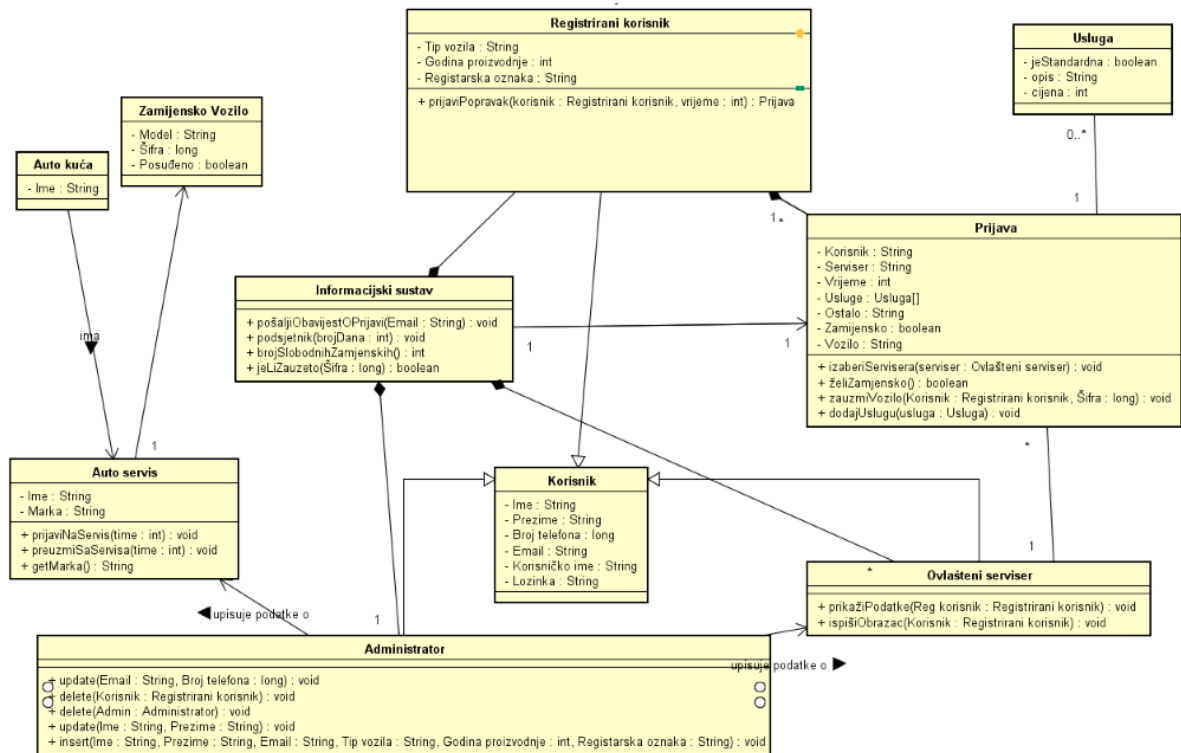 Registrirani korisnik
- Tip vozila : String
- Godina proizvodnje : int
- Registarska oznaka : String
+ prijaviPopravak(korisnik : Registrirani korisnik, vrijeme : int) : Prijava
Usluga
- jeStandardna : boolean
- opis : String
- cijena : int
0..*
1
Zamijensko Vozilo
- Model : String
- Šifra : long
- Posuđeno : boolean
Auto kuća
- Ime : String
ima
1
1
*
Prijava
- Korisnik : String
- Serviser : String
- Vrijeme : int
- Usluge : Usluga[]
- Ostalo : String
- Zamijensko : boolean
- Vozilo : String
+ izaberiServisera(serviser : Ovlašteni serviser) : void
+ želiZamjensko() : boolean
+ zauzmiVozilo(Korisnik : Registrirani korisnik, Šifra : long) : void
+ dodajUslugu(usluga : Usluga) : void
Informacijski sustav
+ pošaljiObavijestOPrijavi(Email : String) : void
+ podsjetnik(brojDana : int) : void
+ brojSlobodnihZamjenskih() : int
+ jeLiZauzeto(Šifra : long) : boolean
1
1
*
1
Auto servis
- Ime : String
- Marka : String
+ prijaviNaServis(time : int) : void
+ preuzmiSaServisa(time : int) : void
+ getMarka() : String
Korisnik
- Ime : String
- Prezime : String
- Broj telefona : long
- Email : String
- Korisničko ime : String
- Lozinka : String
*
Ovlašteni serviser
+ prikažiPodatke(Reg korisnik : Registrirani korisnik) : void
+ ispišiObrazac(Korisnik : Registrirani korisnik) : void
upisuje podatke o
1
upisuje podatke o
Administrator
+ update(Email : String, Broj telefona : long) : void
+ delete(Korisnik : Registrirani korisnik) : void
+ delete(Admin : Administrator) : void
+ update(Ime : String, Prezime : String) : void
+ insert(Ime : String, Prezime : String, Email : String, Tip vozila : String, Godina proizvodnje : int, Registarska oznaka : String) : void